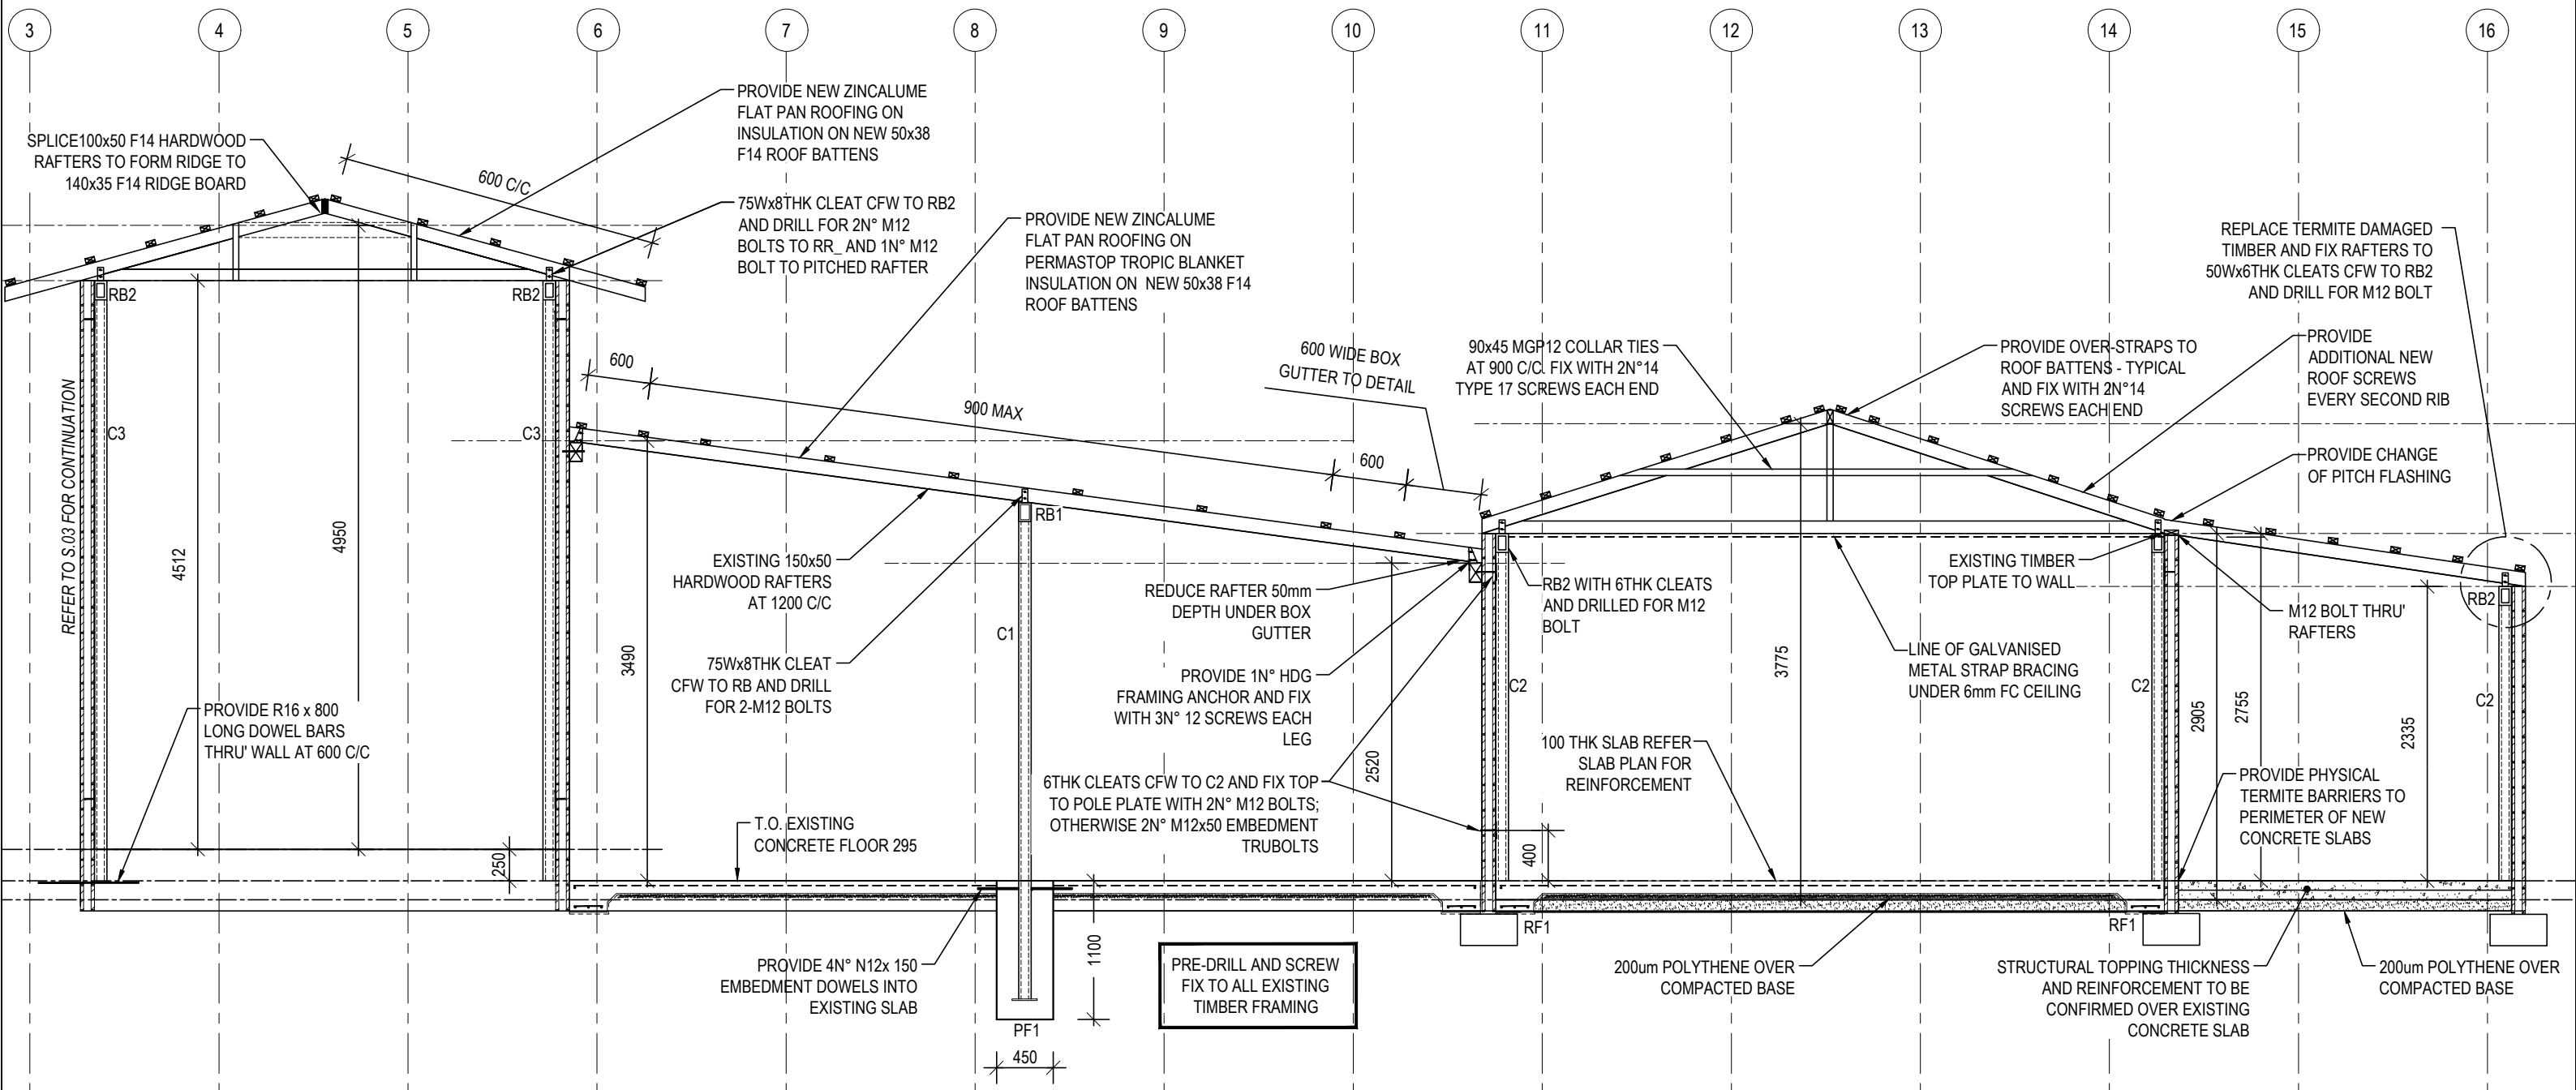 3
4
5
6
7
8
9
10
11
12
13
14
15
16
SPLICE100x50 F14 HARDWOOD
RAFTERS TO FORM RIDGE TO
140x35 F14 RIDGE BOARD
600 C/C
PROVIDE NEW ZINCALUME
FLAT PAN ROOFING ON
INSULATION ON NEW 50x38
F14 ROOF BATTENS
75Wx8THK CLEAT CFW TO RB2
AND DRILL FOR 2N° M12
BOLTS TO RR_ AND 1N° M12
BOLT TO PITCHED RAFTER
PROVIDE NEW ZINCALUME
FLAT PAN ROOFING ON
PERMASTOP TROPIC BLANKET
INSULATION ON NEW 50x38 F14
ROOF BATTENS
REPLACE TERMITE DAMAGED
TIMBER AND FIX RAFTERS TO
50Wx6THK CLEATS CFW TO RB2
AND DRILL FOR M12 BOLT
RB2
RB2
600
900 MAX
600
600 WIDE BOX
GUTTER TO DETAIL
90x45 MGP12 COLLAR TIES
AT 900 C/C. FIX WITH 2N°14
TYPE 17 SCREWS EACH END
PROVIDE OVER-STRAPS TO
ROOF BATTENS - TYPICAL
AND FIX WITH 2N°14
SCREWS EACH END
PROVIDE
ADDITIONAL NEW
ROOF SCREWS
EVERY SECOND RIB
PROVIDE CHANGE
OF PITCH FLASHING
REFER TO S.03 FOR CONTINUATION
C3
C3
4512
4950
3490
RB1
EXISTING 150x50
HARDWOOD RAFTERS
AT 1200 C/C
C1
75Wx8THK CLEAT
CFW TO RB AND DRILL
FOR 2-M12 BOLTS
REDUCE RAFTER 50mm
DEPTH UNDER BOX
GUTTER
PROVIDE 1N° HDG
FRAMING ANCHOR AND FIX
WITH 3N° 12 SCREWS EACH
LEG
2520
6THK CLEATS CFW TO C2 AND FIX TOP
TO POLE PLATE WITH 2N° M12 BOLTS;
OTHERWISE 2N° M12x50 EMBEDMENT
TRUBOLTS
RB2 WITH 6THK CLEATS
AND DRILLED FOR M12
BOLT
C2
400
3775
LINE OF GALVANISED
METAL STRAP BRACING
UNDER 6mm FC CEILING
EXISTING TIMBER
TOP PLATE TO WALL
M12 BOLT THRU'
RAFTERS
RB2
C2
2905
2755
2335
C2
100 THK SLAB REFER
SLAB PLAN FOR
REINFORCEMENT
PROVIDE PHYSICAL
TERMITE BARRIERS TO
PERIMETER OF NEW
CONCRETE SLABS
PROVIDE R16 x 800
LONG DOWEL BARS
THRU' WALL AT 600 C/C
250
T.O. EXISTING
CONCRETE FLOOR 295
PROVIDE 4N° N12x 150
EMBEDMENT DOWELS INTO
EXISTING SLAB
1100
PF1
450
PRE-DRILL AND SCREW
FIX TO ALL EXISTING
TIMBER FRAMING
RF1
RF1
200um POLYTHENE OVER
COMPACTED BASE
STRUCTURAL TOPPING THICKNESS
AND REINFORCEMENT TO BE
CONFIRMED OVER EXISTING
CONCRETE SLAB
200um POLYTHENE OVER
COMPACTED BASE